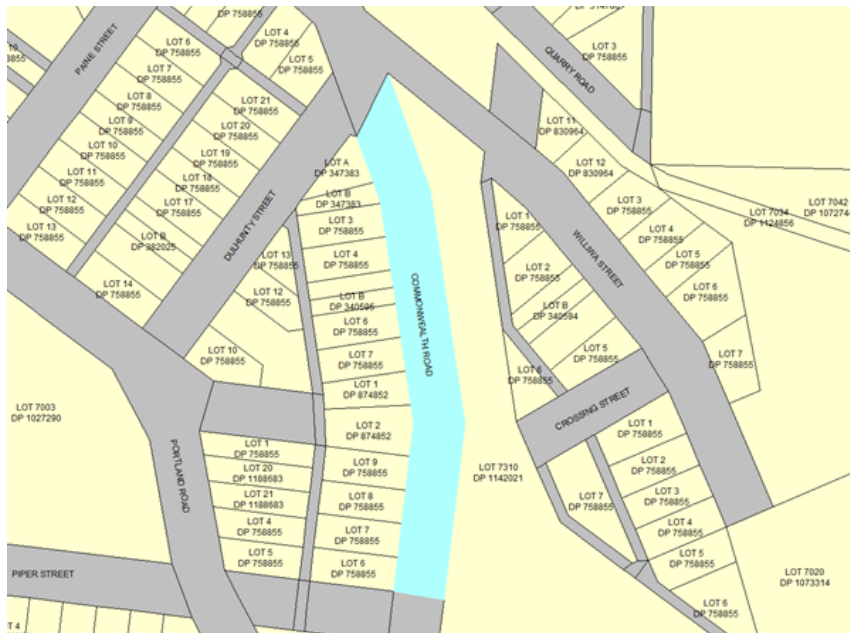 PAINE STREET
LOT 6
DP 758855
LOT 7
DP 758855
LOT 8
DP 758855
LOT 9
DP 758855
LOT 10
DP 758855
LOT 11
DP 758855
LOT 12
DP 758855
LOT 13
DP 758855
DP 758855
LOT 4
DP 758855
LOT 5
DP 758855
LOT 21
DP 758855
LOT 20
DP 758855
LOT 19
DP 758855
LOT 18
DP 758855
LOT 17
DP 758855
LOT B
DP 382025
LOT 14
DP 758855
DULHUNTY STREET
LOT 13
DP 758855
LOT 12
DP 758855
LOT 10
DP 758855
LOT A
DP 347383
LOT B
DP 347383
LOT 3
DP 758855
LOT 4
DP 758855
LOT B
DP 340595
LOT 6
DP 758855
LOT 7
DP 758855
LOT 1
DP 874852
LOT 2
DP 874852
LOT 9
DP 758855
LOT 8
DP 758855
LOT 7
DP 758855
LOT 6
DP 758855
COMMONWEALTH ROAD
LOT 7003
DP 1027290
PORTLAND ROAD
LOT 1
DP 758855
LOT 20
DP 1188683
LOT 21
DP 1188683
LOT 4
DP 758855
LOT 5
DP 758855
PIPER STREET
LOT 7310
DP 1142021
QUARRY ROAD
LOT 3
DP 758855
LOT 11
DP 830964
LOT 12
DP 830964
LOT 3
DP 758855
LOT 4
DP 758855
LOT 5
DP 758855
LOT 6
DP 758855
LOT 7
DP 758855
LOT 7034
DP 1124856
LOT 7042
DP 107274
WILLIWA STREET
LOT 1
DP 758855
LOT 2
DP 758855
LOT B
DP 340594
LOT 5
DP 758855
LOT 6
DP 758855
CROSSING STREET
LOT 7
DP 758855
LOT 1
DP 758855
LOT 2
DP 758855
LOT 3
DP 758855
LOT 4
DP 758855
LOT 5
DP 758855
LOT 6
DP 758855
LOT 7020
DP 1073314